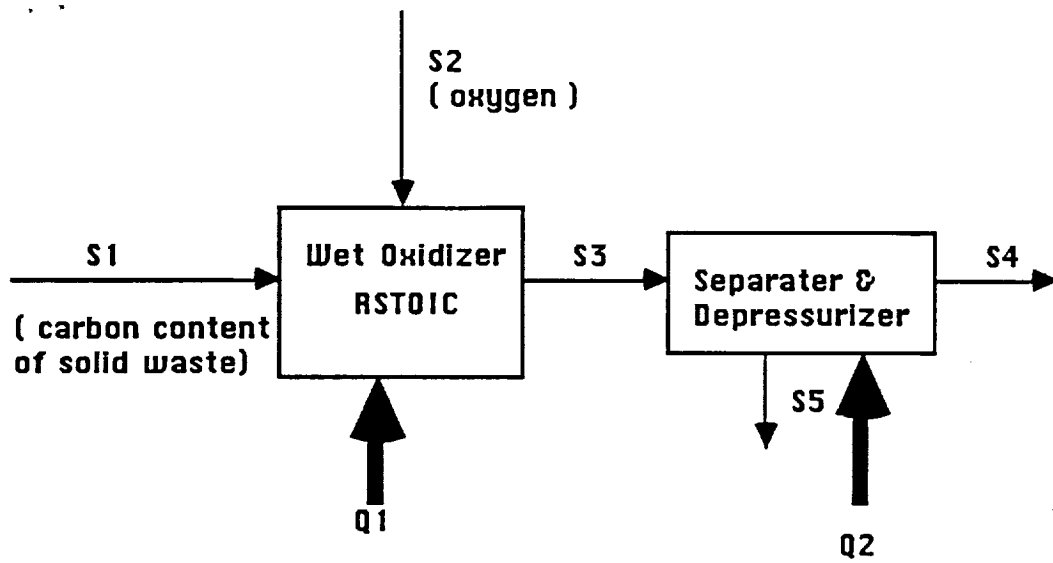 S2
( oxygen )
S1
Wet Oxidizer
RSTOIC
S3
Separater &
Depressurizer
S4
( carbon content
of solid waste)
S5
Q1
Q2